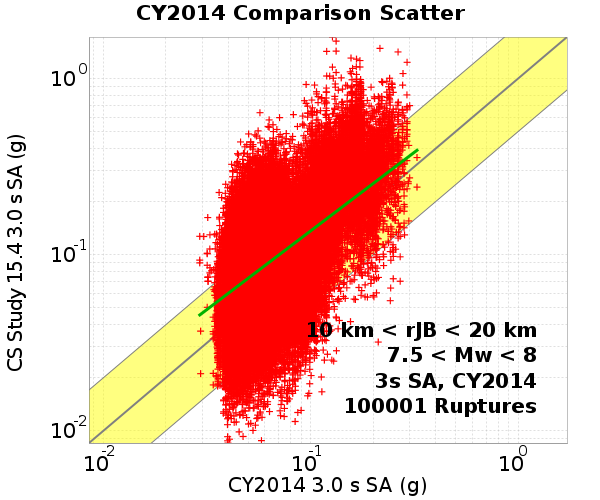 CY2014 Comparison Scatter
CS Study 15.4 3.0 s SA (g)
10⁰
10⁻¹
10⁻²
10 km < rJB < 20 km
7.5 < Mw < 8
3s SA, CY2014
100001 Ruptures
10⁻² 10⁻¹ 10⁰
CY2014 3.0 s SA (g)